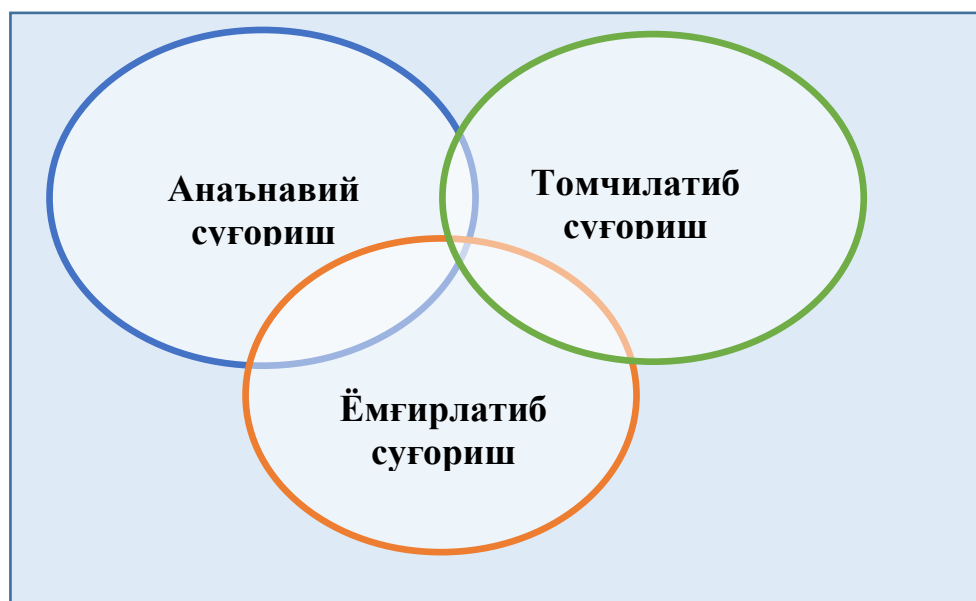 Анаънавий
суғориш
Томчилатиб
суғориш
Ёмғирлатиб
суғориш